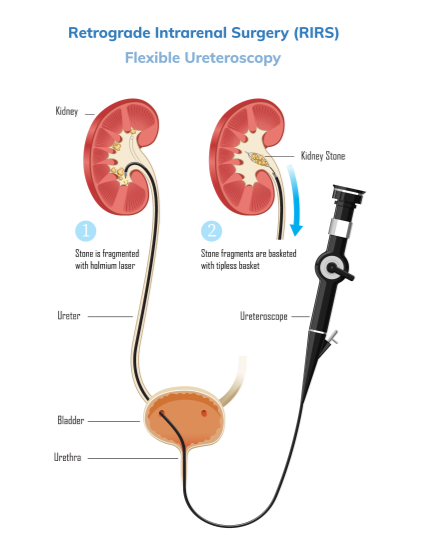 Retrograde Intrarenal Surgery (RIRS)
Flexible Ureteroscopy
Kidney
Kidney Stone
1
Stone is fragmented
with holmium laser
2
Stone fragments are basketed
with tipless basket
Ureter
Ureteroscope
Bladder
Urethra